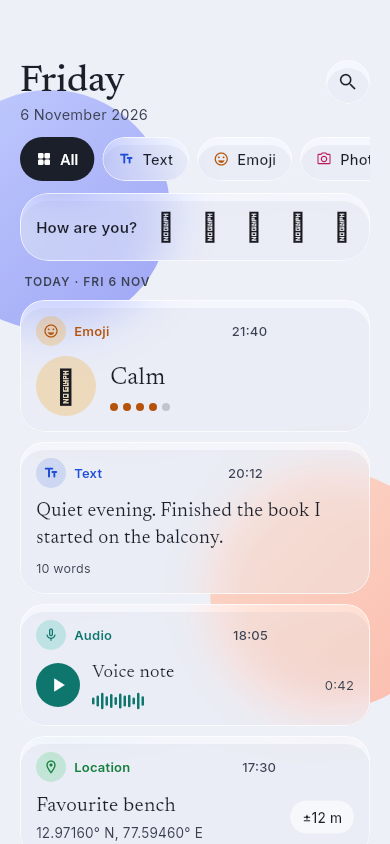 Friday
6 November 2026
All Text Emoji Phot
How are you?
TODAY · FRI 6 NOV
Emoji 21:40
Calm
Text 20:12
Quiet evening. Finished the book I
started on the balcony.
10 words
Audio 18:05
Voice note
0:42
Location 17:30
Favourite bench
±12 m
12.97160° N, 77.59460° E